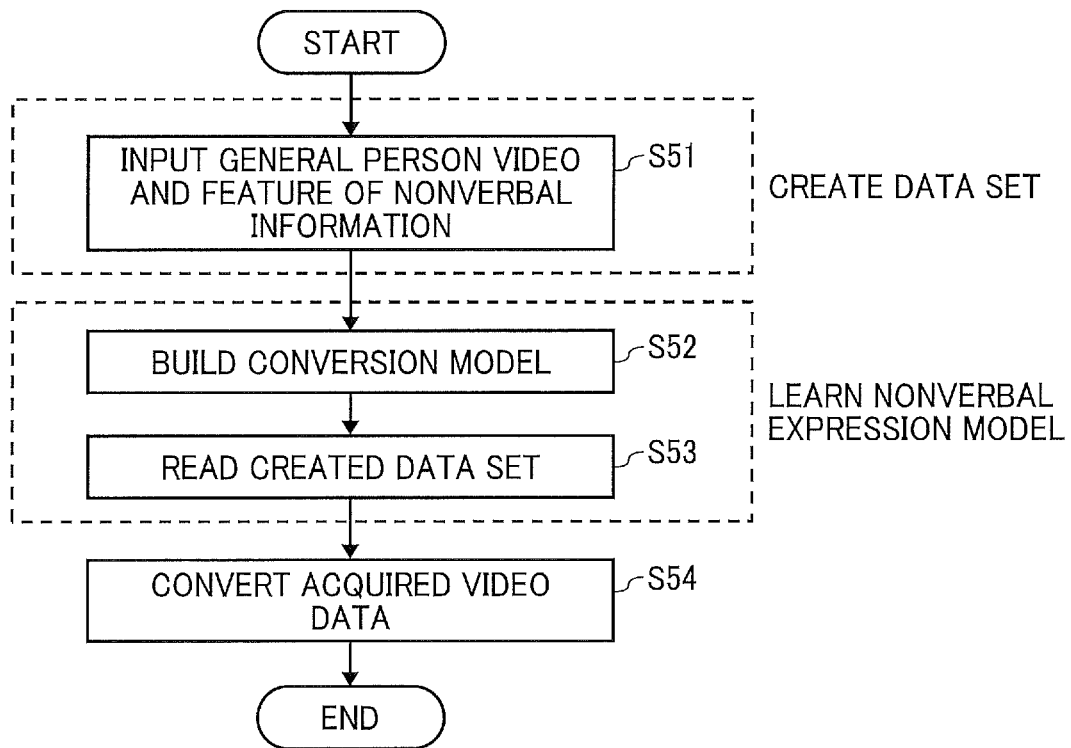 START
INPUT GENERAL PERSON VIDEO
AND FEATURE OF NONVERBAL
INFORMATION
S51
CREATE DATA SET
BUILD CONVERSION MODEL
S52
LEARN NONVERBAL
EXPRESSION MODEL
READ CREATED DATA SET
S53
CONVERT ACQUIRED VIDEO
DATA
S54
END